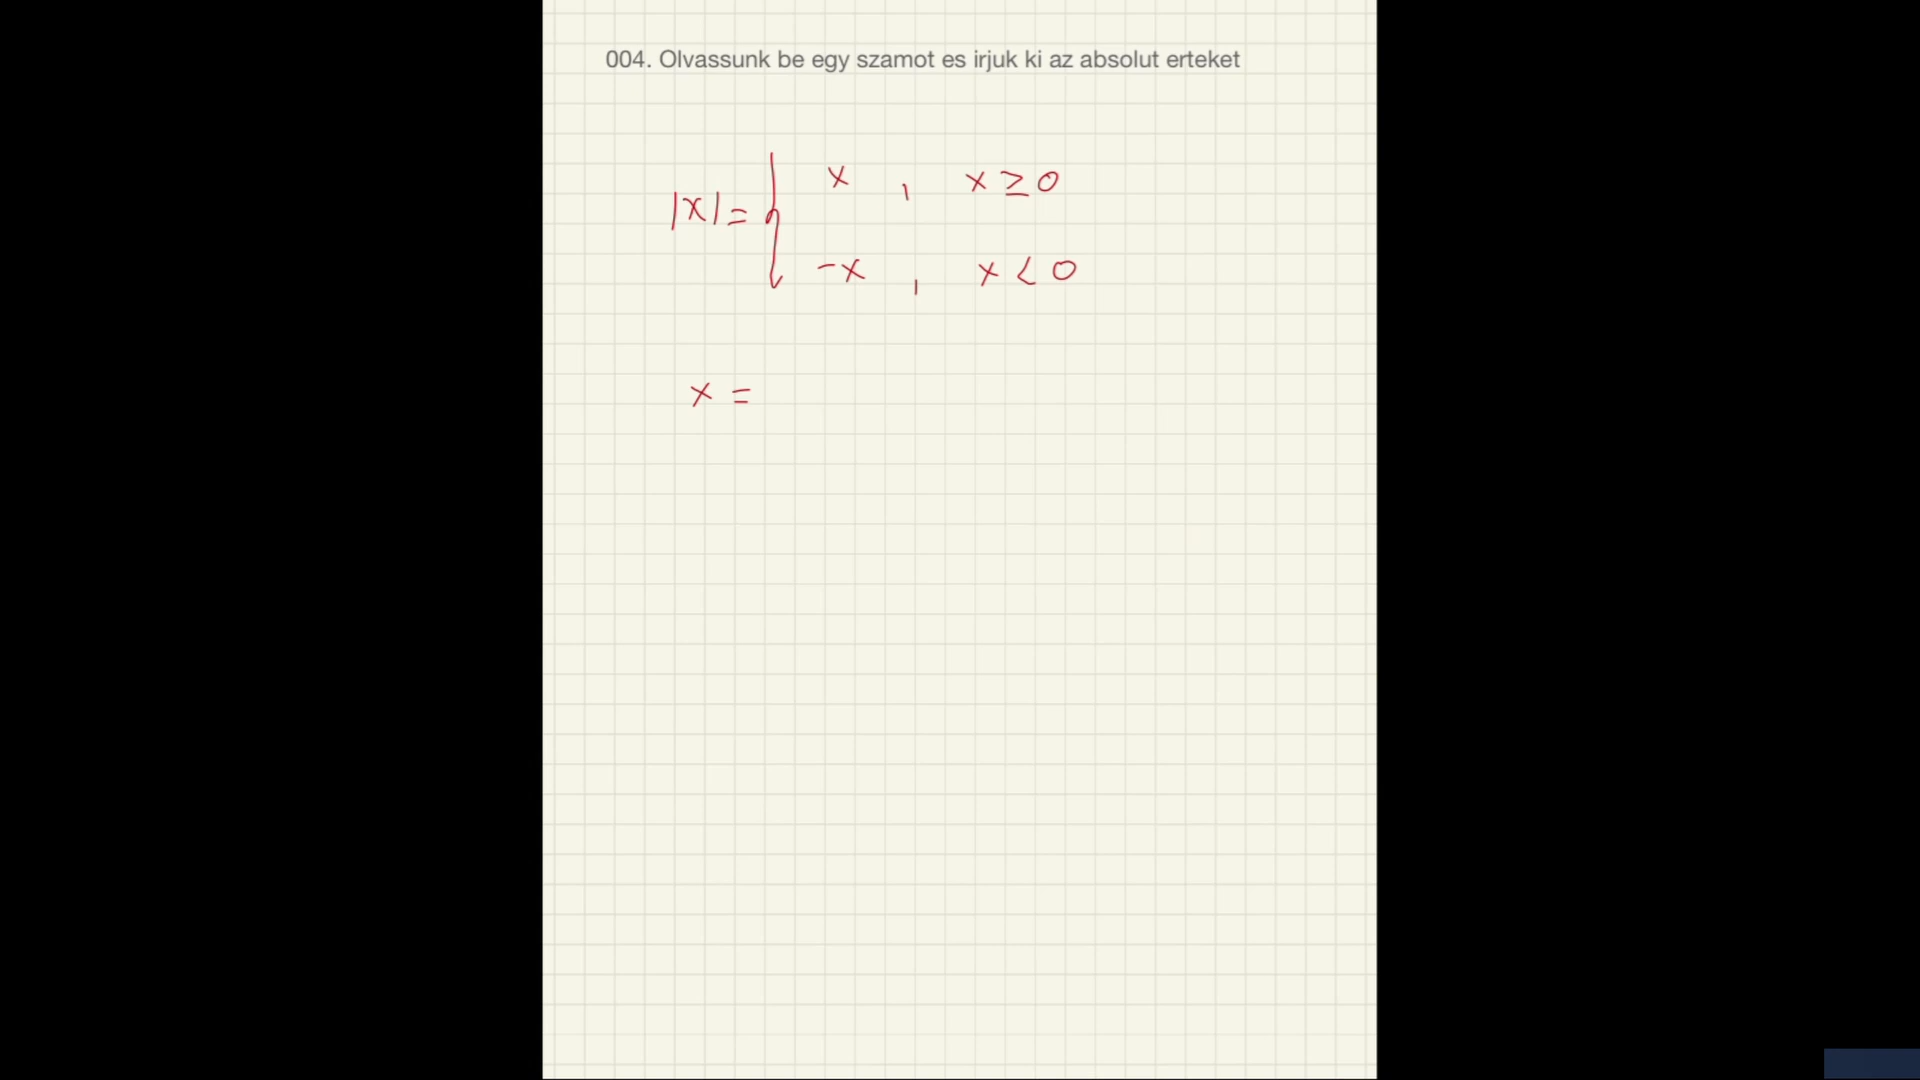 004. Olvassunk be egy szamot es irjuk ki az absolut erteket
x , x ≥ 0
|x| = {
-x , x < 0
x =